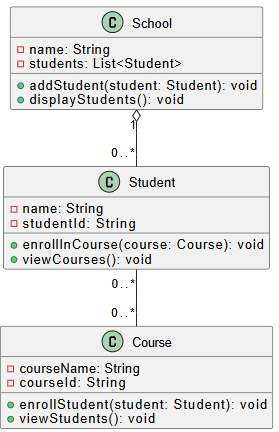 C School
name: String
students: List<Student>
addStudent(student: Student): void
displayStudents(): void
1
0..*
C Student
name: String
studentId: String
enrollInCourse(course: Course): void
viewCourses(): void
0..*
0..*
C Course
courseName: String
courseId: String
enrollStudent(student: Student): void
viewStudents(): void